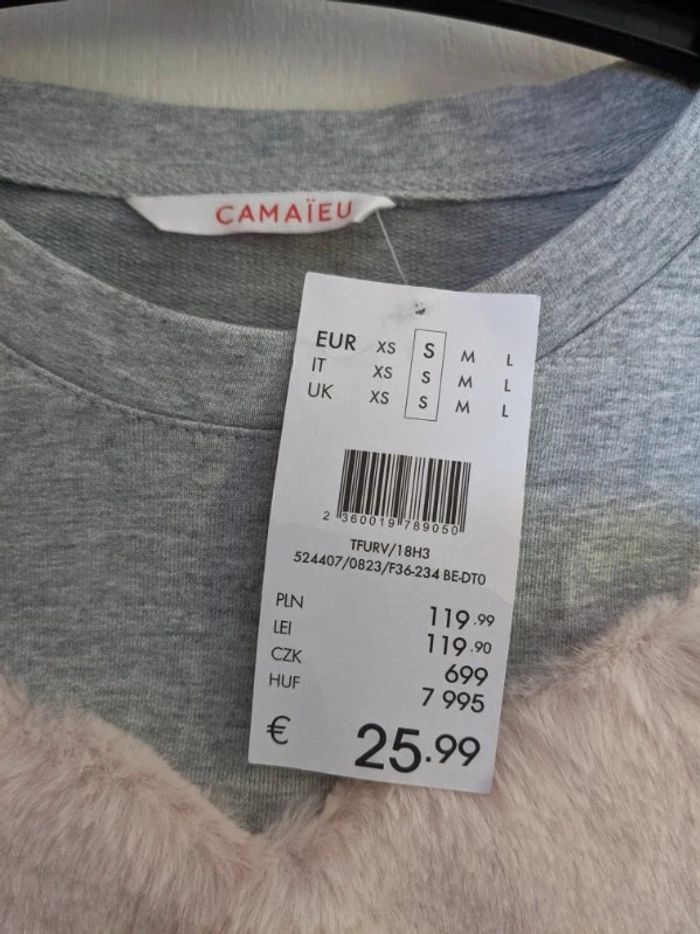 CAMAÏEU
EUR XS S M L
IT XS S M L
UK XS S M L
2 360019 789050
TFURV/18H3
524407/0823/F36-234 BE-DT0
PLN 119.99
LEI 119.90
CZK 699
HUF 7 995
€ 25.99